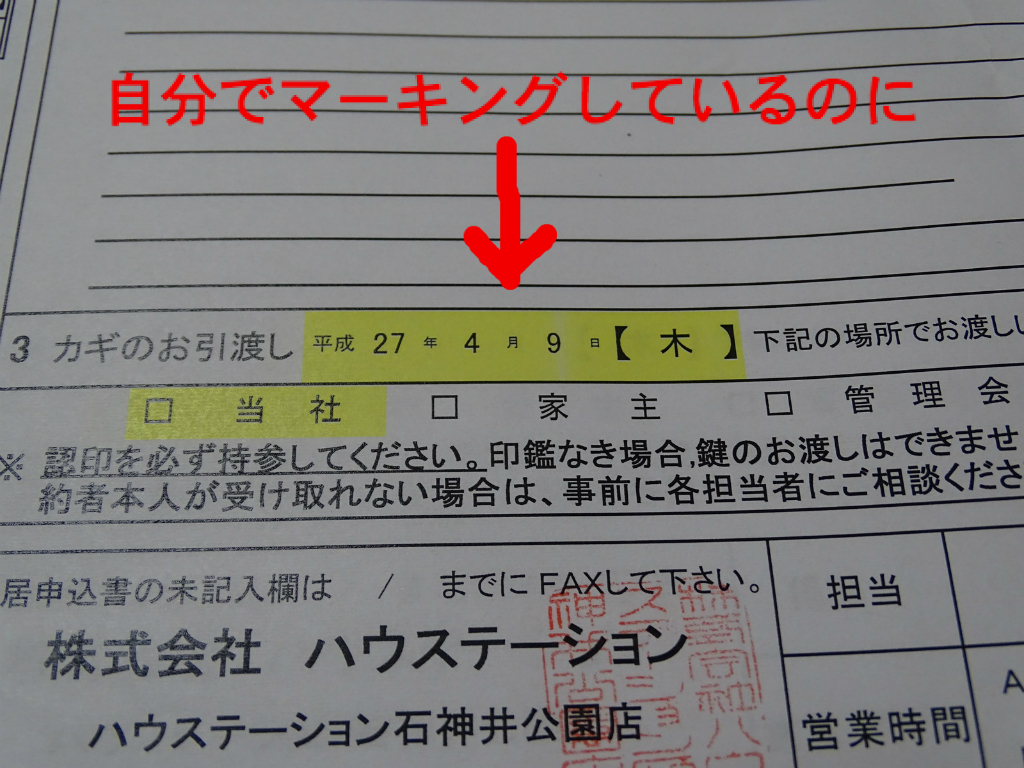 自分でマーキングしているのに
3 カギのお引渡し 平成 27 年 4 月 9 日【 木 】下記の場所でお渡しし
□ 当 社 □ 家 主 □ 管 理 会
※ 認印を必ず持参してください。印鑑なき場合,鍵のお渡しはできませ
約者本人が受け取れない場合は、事前に各担当者にご相談くださ
居申込書の未記入欄は / までにFAXして下さい。
担当
株式会社 ハウステーション
ハウステーション石神井公園店
営業時間